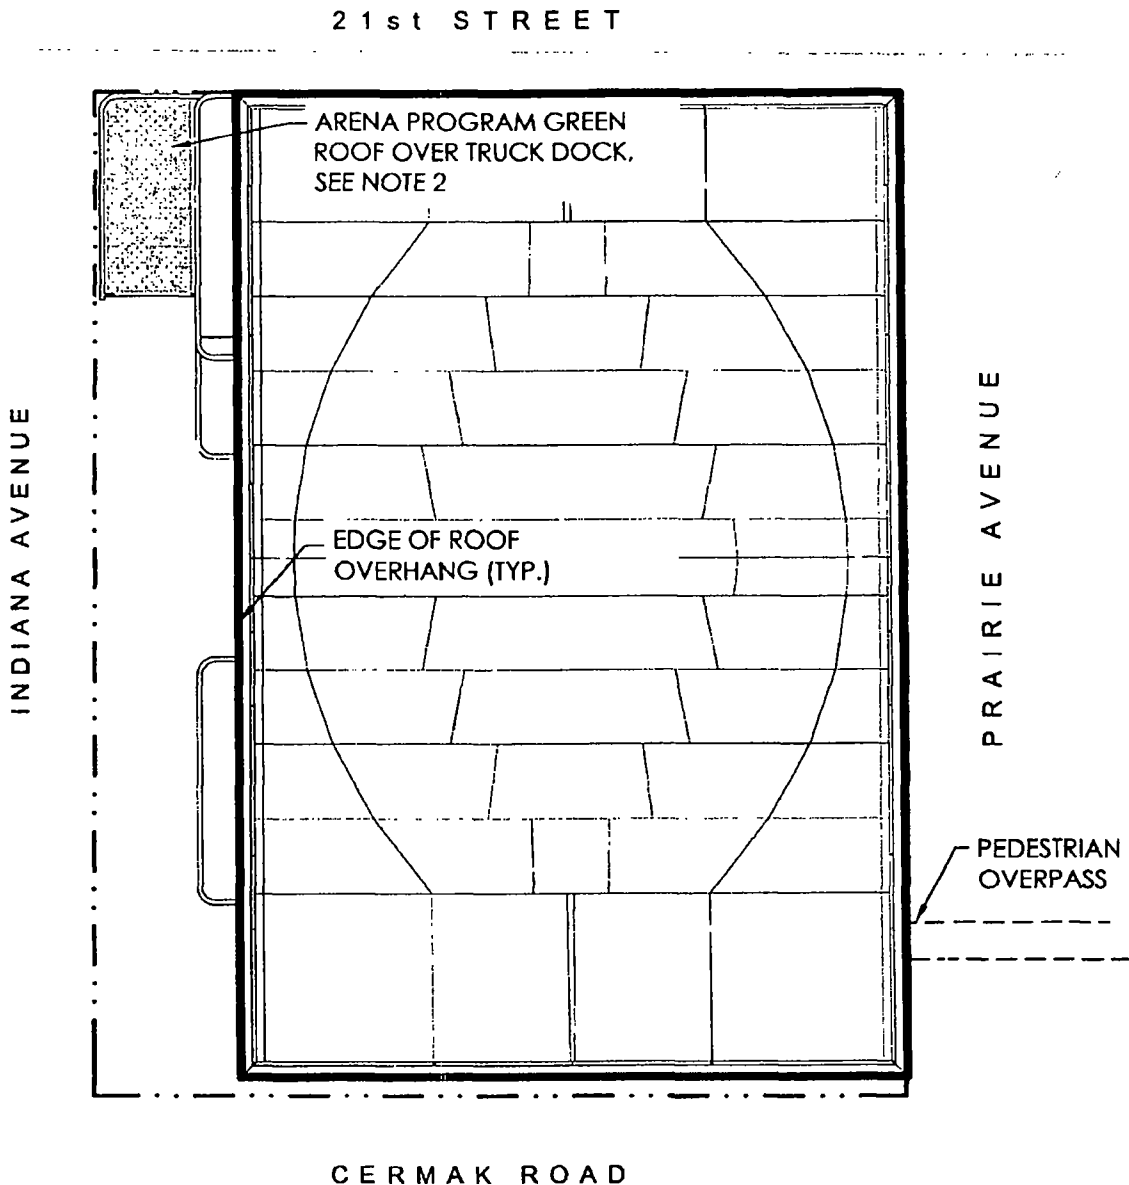 21st STREET
ARENA PROGRAM GREEN
ROOF OVER TRUCK DOCK,
SEE NOTE 2
INDIANA AVENUE
PRAIRIE AVENUE
EDGE OF ROOF
OVERHANG (TYP.)
PEDESTRIAN
OVERPASS
CERMAK ROAD